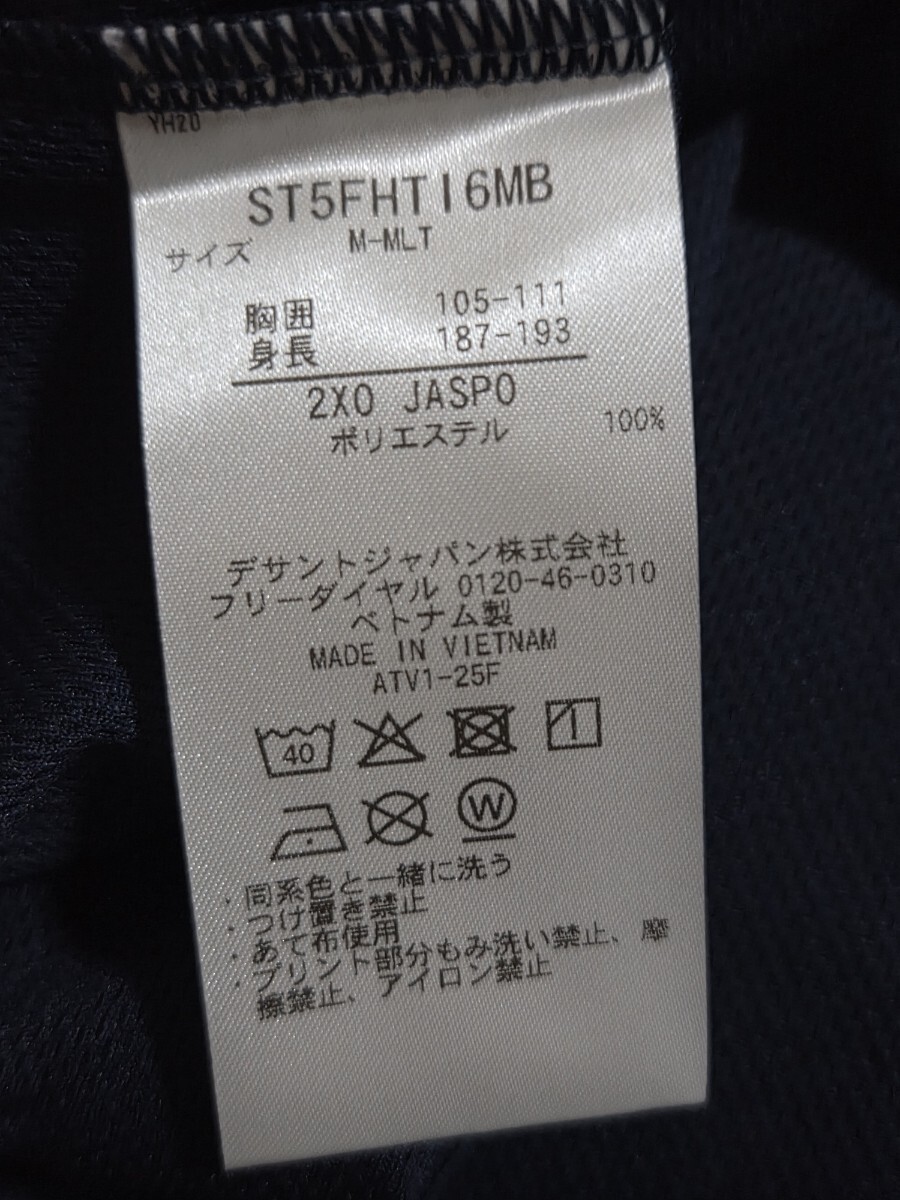 YH20
ST5FHTI6MB
サイズ M-MLT
胸囲 105-111
身長 187-193
2XO JASPO
ポリエステル 100%
デサントジャパン株式会社
フリーダイヤル 0120-46-0310
ベトナム製
MADE IN VIETNAM
ATV1-25F
40
W
・同系色と一緒に洗う
・つけ置き禁止
・あて布使用
・プリント部分もみ洗い禁止、摩
擦禁止、アイロン禁止